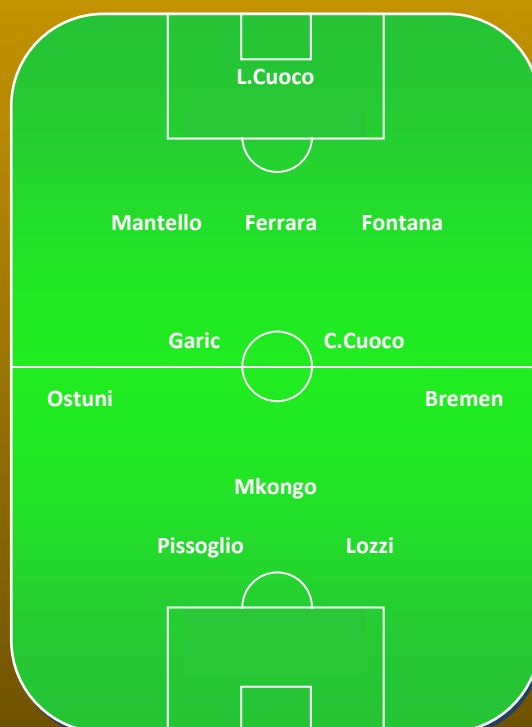 L.Cuoco
Mantello Ferrara Fontana
Garic C.Cuoco
Ostuni Bremen
Mkongo
Pissoglio Lozzi